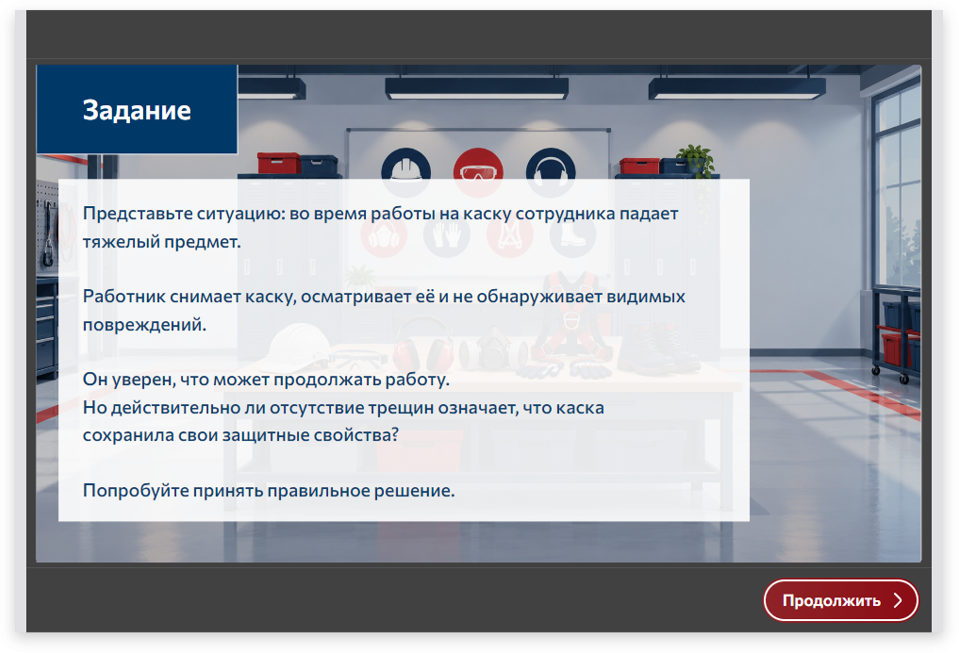 Задание
Представьте ситуацию: во время работы на каску сотрудника падает
тяжелый предмет.
Работник снимает каску, осматривает её и не обнаруживает видимых
повреждений.
Он уверен, что может продолжать работу.
Но действительно ли отсутствие трещин означает, что каска
сохранила свои защитные свойства?
Попробуйте принять правильное решение.
Продолжить